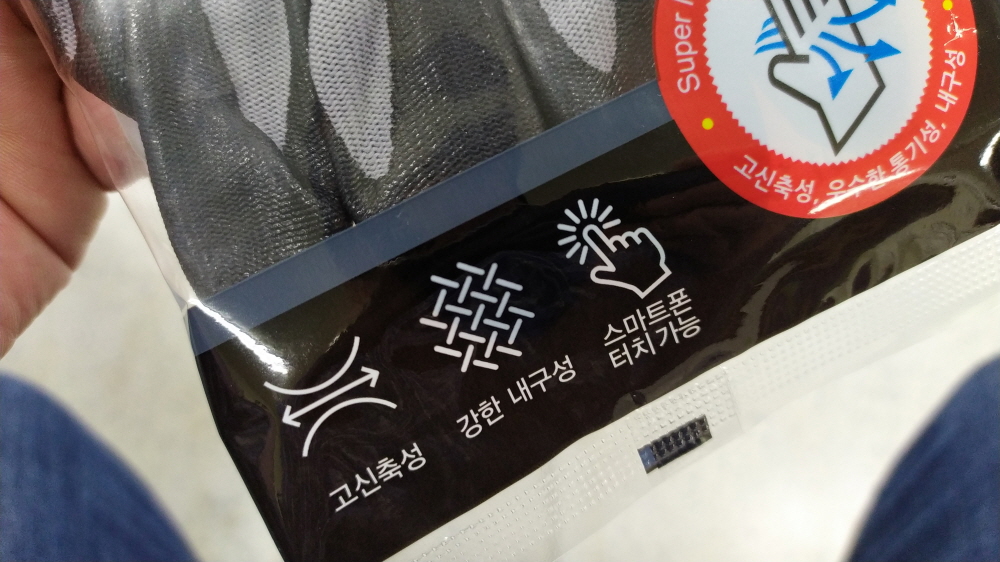 Super
고신축성, 우수한 통기성, 내구성
스마트폰
터치가능
강한 내구성
고신축성